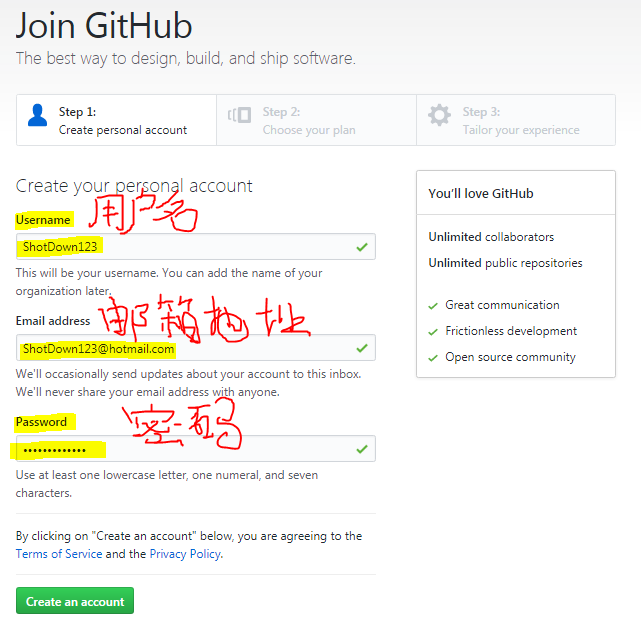 Join GitHub
The best way to design, build, and ship software.
Step 1:
Create personal account
Step 2:
Choose your plan
Step 3:
Tailor your experience
Create your personal account
Username 用户名
ShotDown123
This will be your username. You can add the name of your
organization later.
Email address 邮箱地址
ShotDown123@hotmail.com
We'll occasionally send updates about your account to this inbox.
We'll never share your email address with anyone.
Password 密码
•••••••••••••
Use at least one lowercase letter, one numeral, and seven
characters.
By clicking on "Create an account" below, you are agreeing to the
Terms of Service and the Privacy Policy.
Create an account
You'll love GitHub
Unlimited collaborators
Unlimited public repositories
Great communication
Frictionless development
Open source community